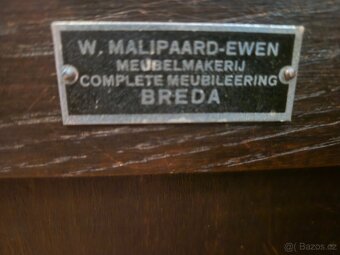 W. MALIPAARD-EWEN
MEUBELMAKERIJ
COMPLETE MEUBILEERING
BREDA
© Bazos.cz